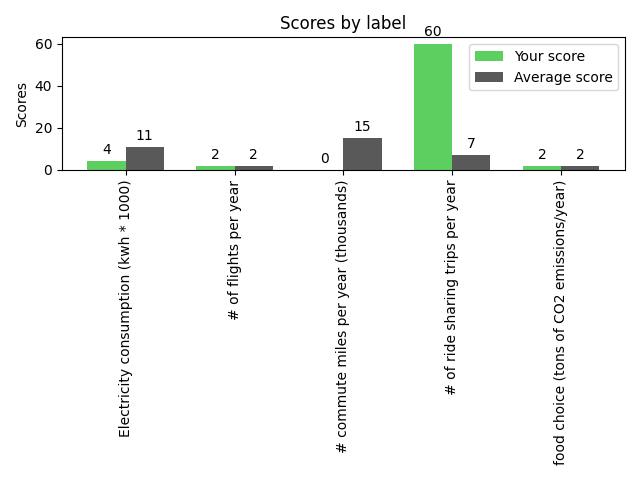 Scores by label
Scores
60
40
20
0
Your score
Average score
4
11
2
2
0
15
60
7
2
2
Electricity consumption (kwh * 1000)
# of flights per year
# commute miles per year (thousands)
# of ride sharing trips per year
food choice (tons of CO2 emissions/year)